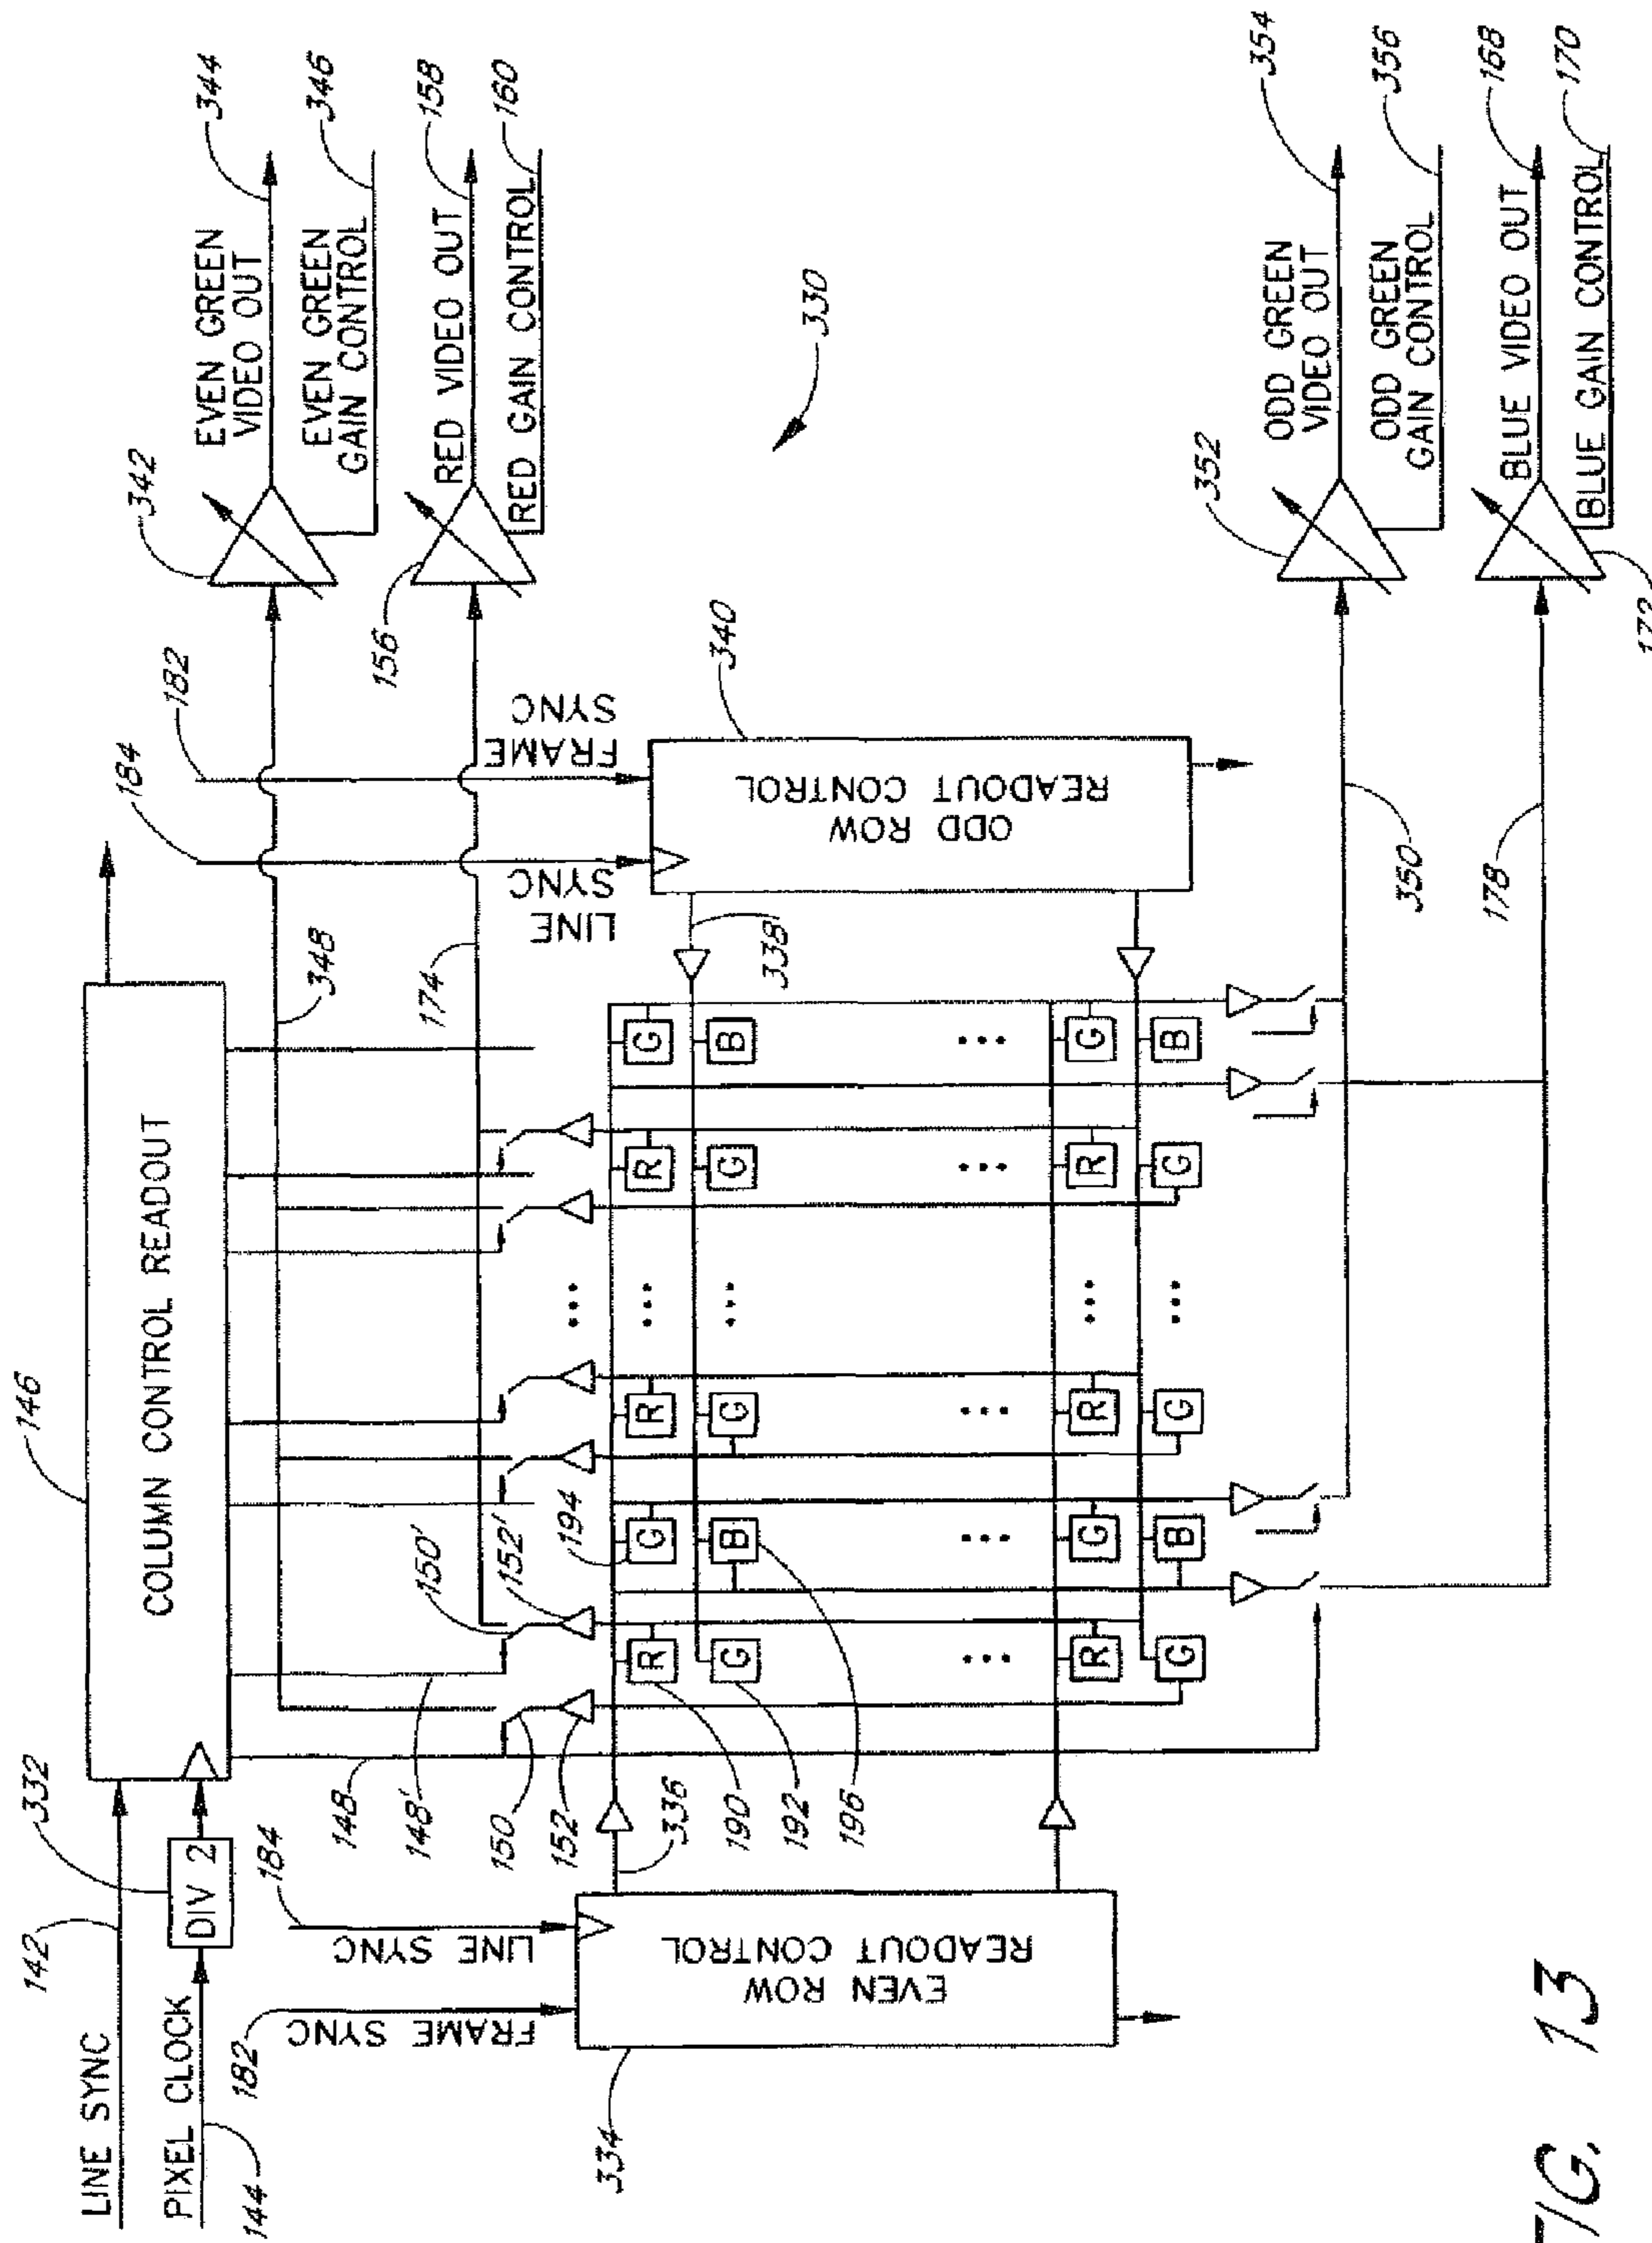 LINE SYNC
142
332
146
PIXEL CLOCK
DIV 2
144
COLUMN CONTROL READOUT
EVEN GREEN
VIDEO OUT
344
342
EVEN GREEN
GAIN CONTROL
346
348
184
182
148
148'
150
152
150'
152'
174
156
RED VIDEO OUT
158
RED GAIN CONTROL
160
182
FRAME SYNC
184
LINE SYNC
LINE
SYNC
FRAME
SYNC
334
EVEN ROW
READOUT CONTROL
336
190
192
194
196
338
340
ODD ROW
READOUT CONTROL
330
R G R ... R G
G B G ... G B
... ... ... ... ...
R G R ... R G
G B G ... G B
350
352
ODD GREEN
VIDEO OUT
354
ODD GREEN
GAIN CONTROL
356
178
BLUE VIDEO OUT
168
BLUE GAIN CONTROL
170
FIG. 13